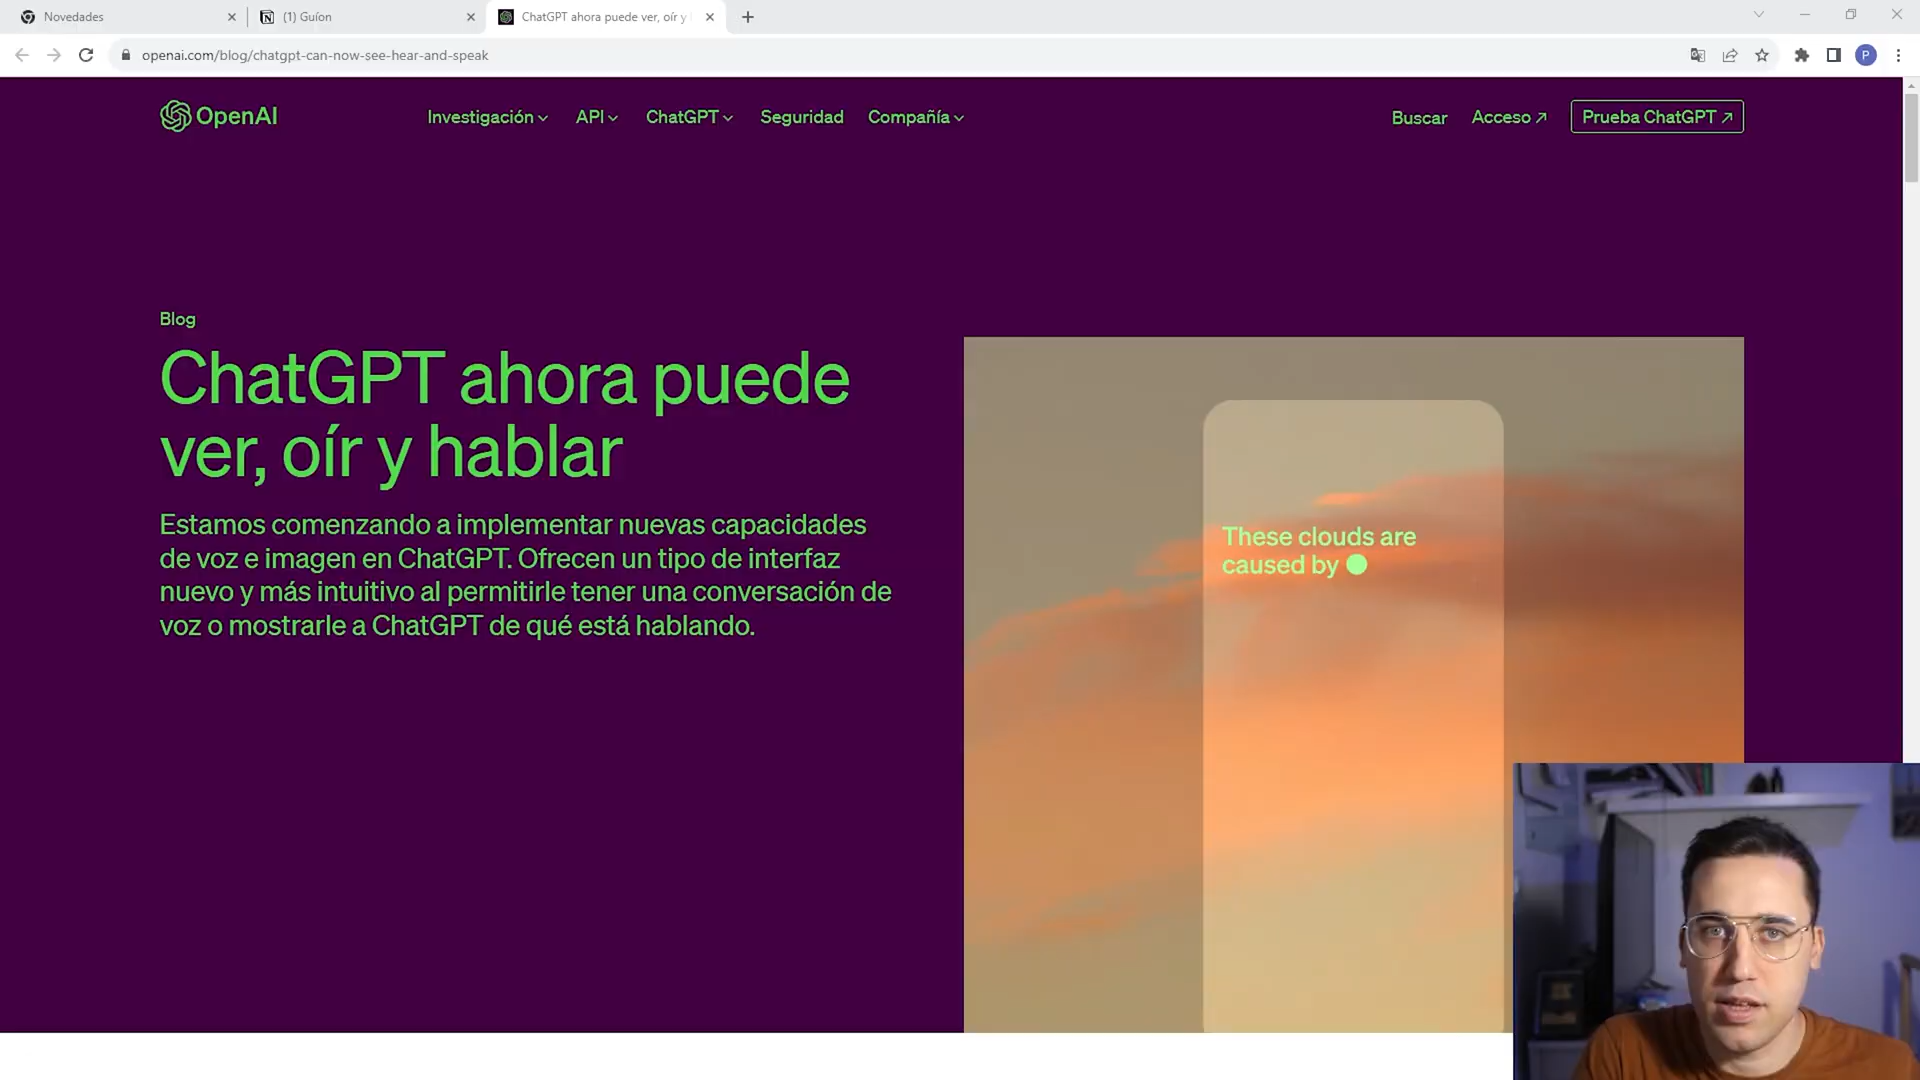 Novedades
(1) Guíon
ChatGPT ahora puede ver, oír y
openai.com/blog/chatgpt-can-now-see-hear-and-speak
P
OpenAI
Investigación
API
ChatGPT
Seguridad
Compañía
Buscar
Acceso ↗
Prueba ChatGPT ↗
Blog
ChatGPT ahora puede
ver, oír y hablar
Estamos comenzando a implementar nuevas capacidades
de voz e imagen en ChatGPT. Ofrecen un tipo de interfaz
nuevo y más intuitivo al permitirle tener una conversación de
voz o mostrarle a ChatGPT de qué está hablando.
These clouds are
caused by